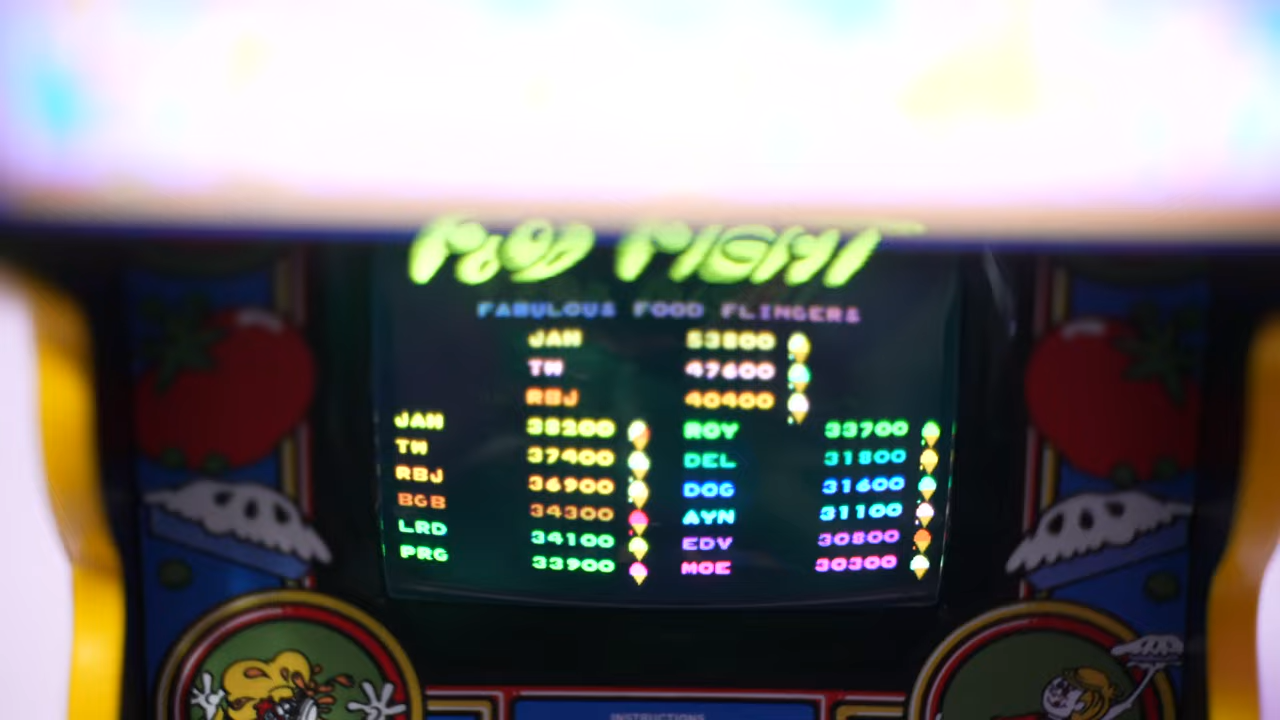 FOOD FIGHT
FABULOUS FOOD FLINGERS
JAN 53800
TW 47600
RBJ 40400
JAN 38200 ROY 33700
TW 37400 DEL 31800
RBJ 36900 DOG 31600
BGB 34300 AYN 31100
LRD 34100 EDV 30800
PRG 33900 MOE 30300
INSTRUCTIONS